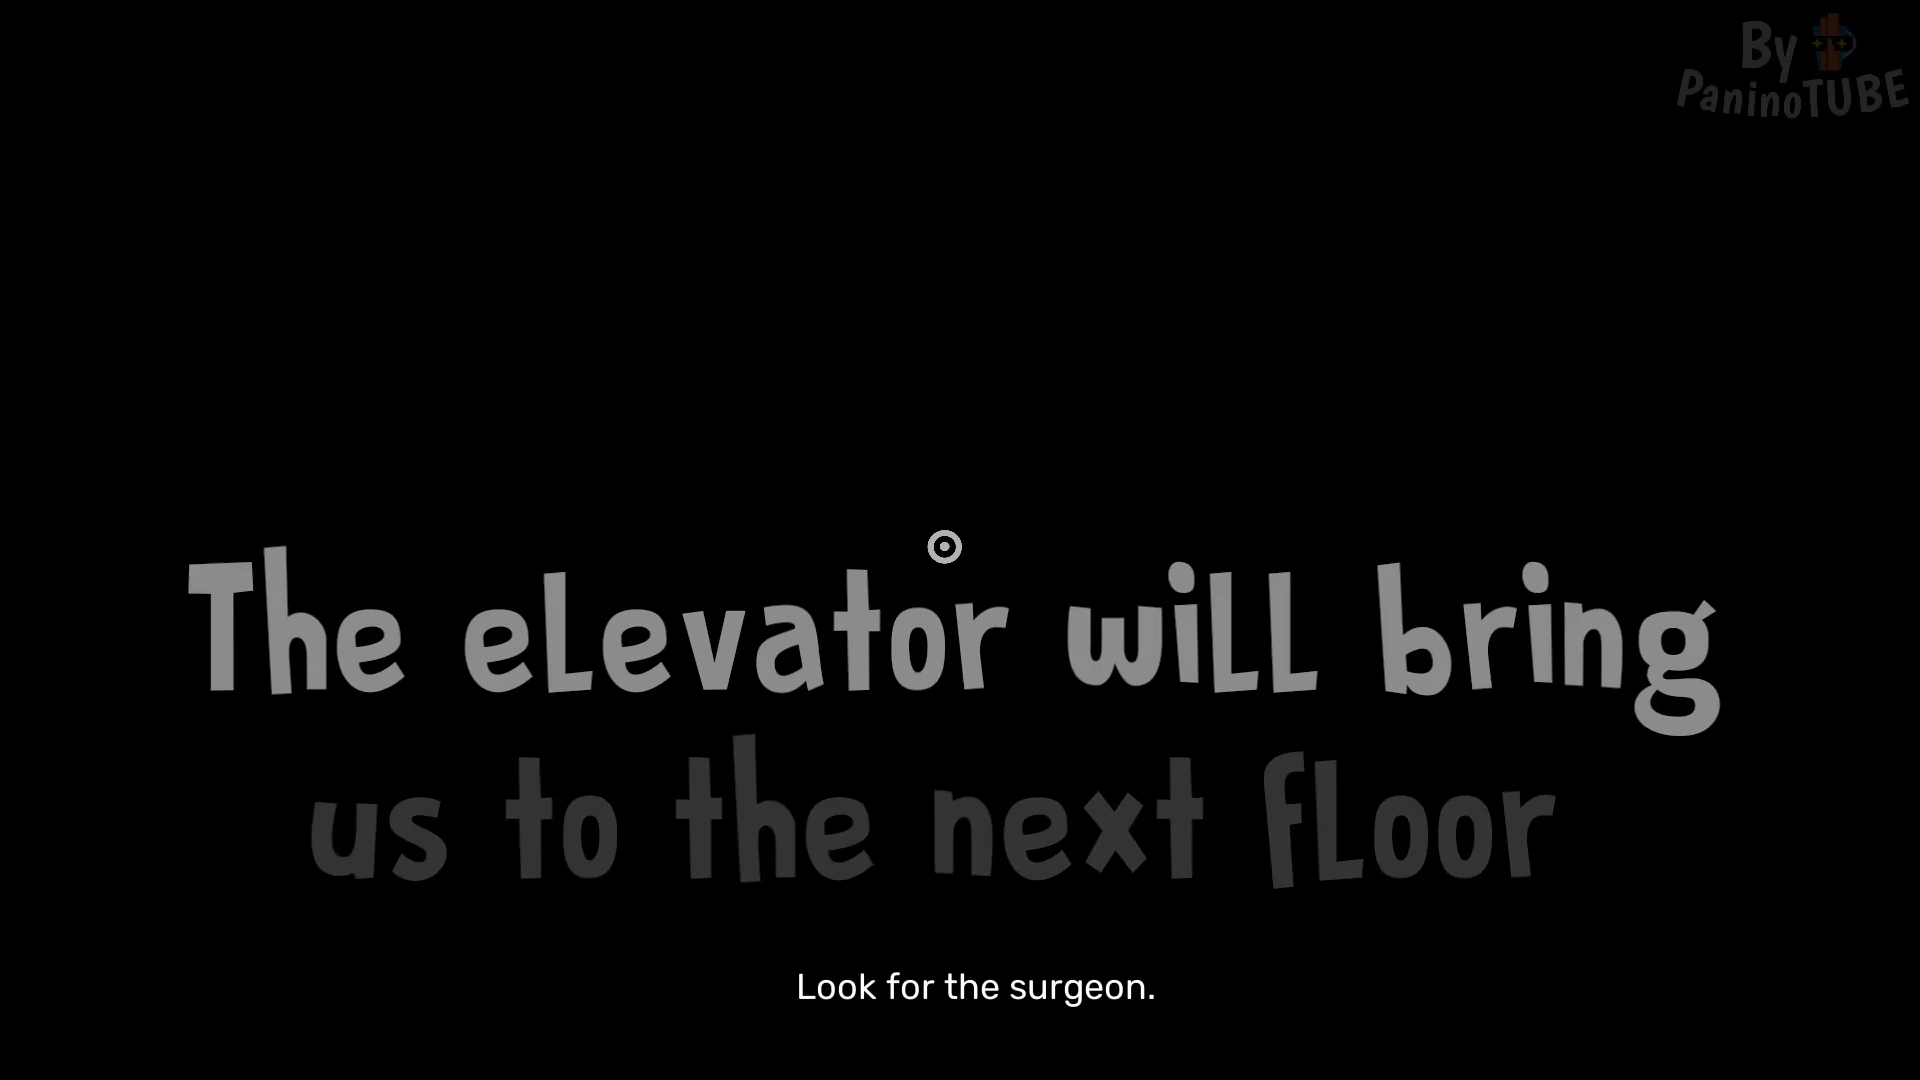 By
PaninoTUBE
The elevator will bring
us to the next floor
Look for the surgeon.